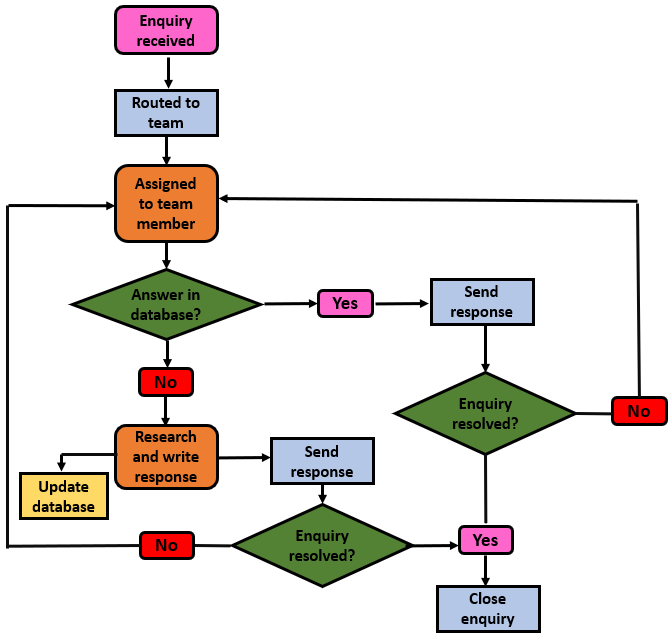 Enquiry
received
Routed to
team
Assigned
to team
member
Answer in
database?
Yes
Send
response
No
Enquiry
resolved?
No
Research
and write
response
Send
response
Update
database
No
Enquiry
resolved?
Yes
Close
enquiry